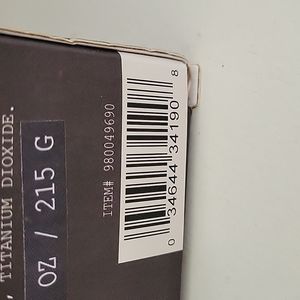 , TITANIUM DIOXIDE.
OZ / 215 G
ITEM# 980049690
0 34644 34190 8